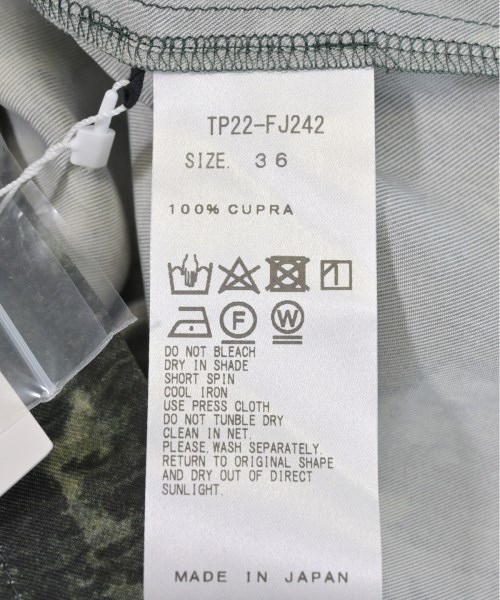 TP22-FJ242
SIZE. 36
100% CUPRA
F W
DO NOT BLEACH
DRY IN SHADE
SHORT SPIN
COOL IRON
USE PRESS CLOTH
DO NOT TUMBLE DRY
CLEAN IN NET.
PLEASE.WASH SEPARATELY.
RETURN TO ORIGINAL SHAPE
AND DRY OUT OF DIRECT
SUNLIGHT.
MADE IN JAPAN